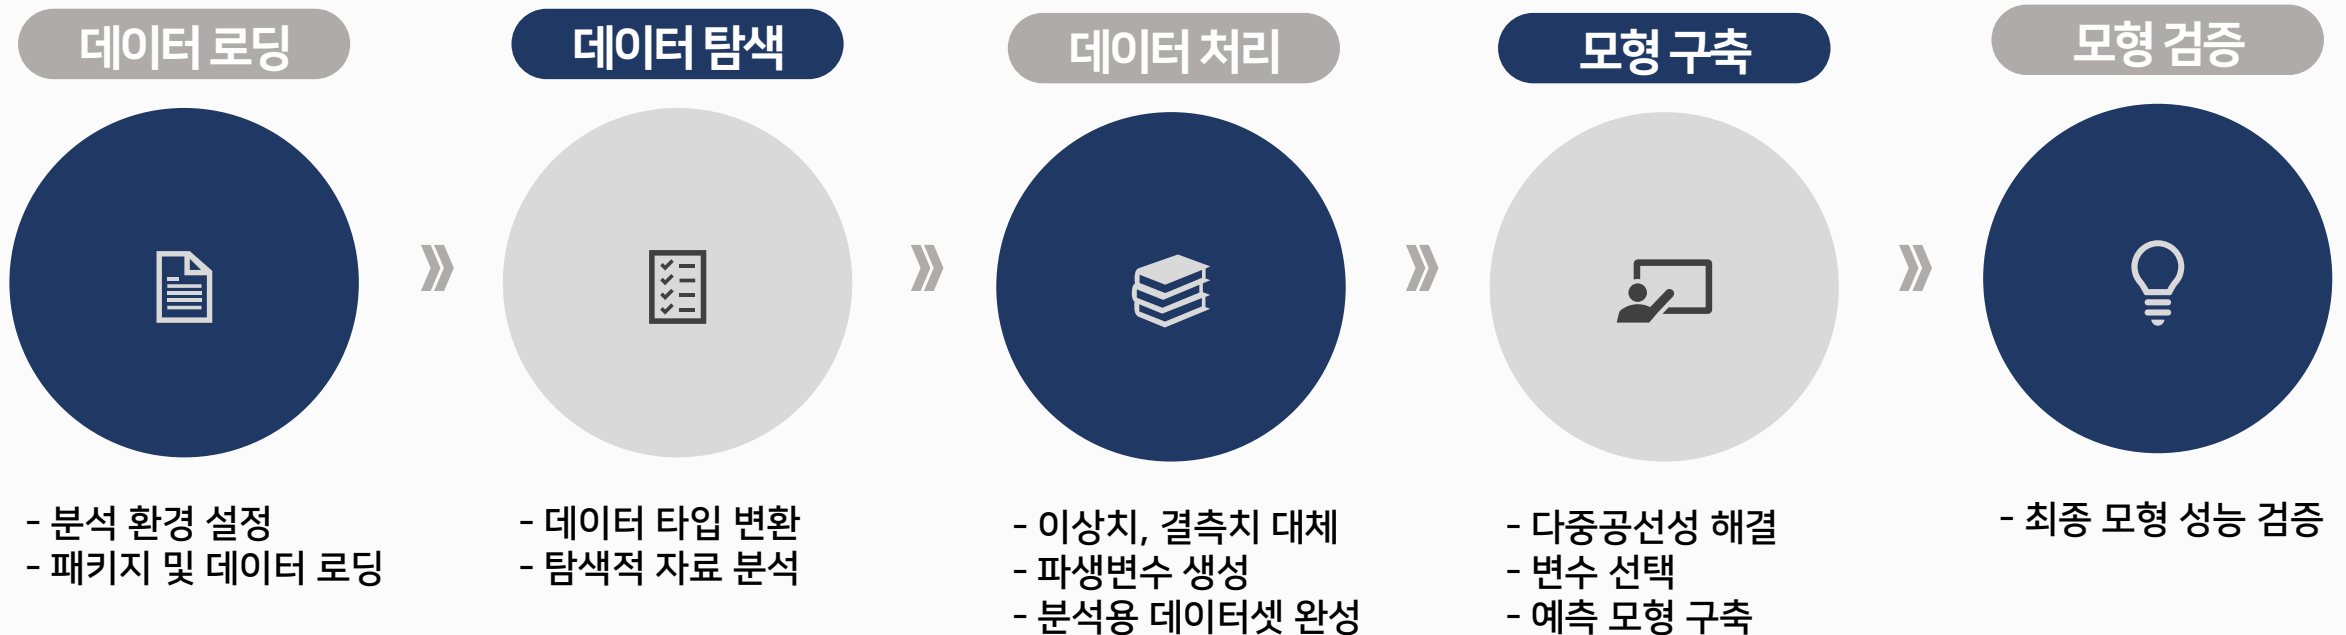 데이터 로딩
- 분석 환경 설정
- 패키지 및 데이터 로딩
데이터 탐색
- 데이터 타입 변환
- 탐색적 자료 분석
데이터 처리
- 이상치, 결측치 대체
- 파생변수 생성
- 분석용 데이터셋 완성
모형 구축
- 다중공선성 해결
- 변수 선택
- 예측 모형 구축
모형 검증
- 최종 모형 성능 검증